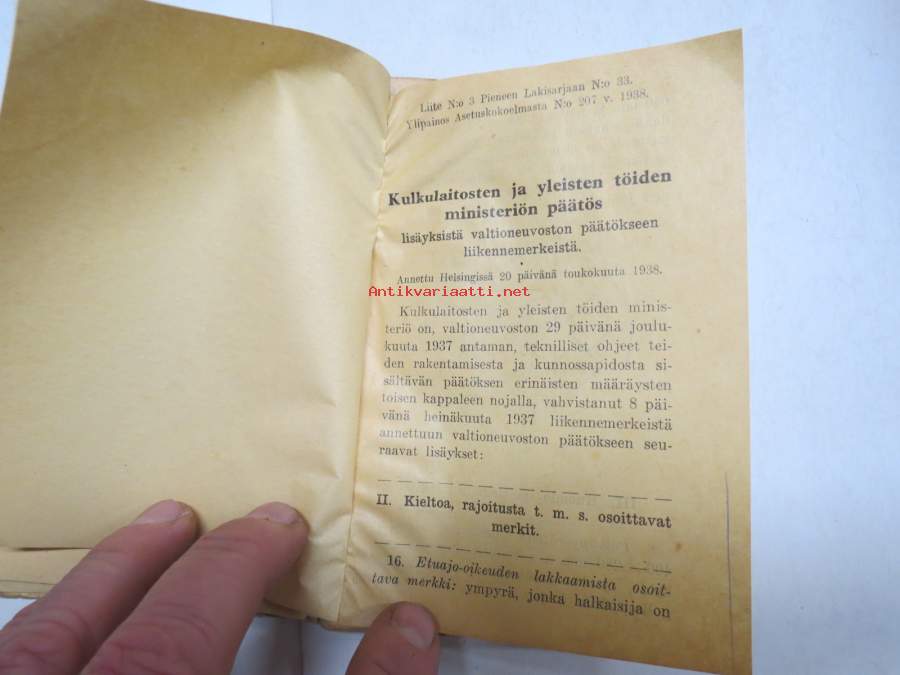 Liite N:o 3 Pieneen Lakisarjaan N:o 33.
Ylipainos Asetuskokoelmasta N:o 207 v. 1938.
Kulkulaitosten ja yleisten töiden
ministeriön päätös
lisäyksistä valtioneuvoston päätökseen
liikennemerkeistä.
Annettu Helsingissä 20 päivänä toukokuuta 1938.
Antikvariaatti.net
Kulkulaitosten ja yleisten töiden minis-
teriö on, valtioneuvoston 29 päivänä joulu-
kuuta 1937 antaman, teknilliset ohjeet tei-
den rakentamisesta ja kunnossapidosta si-
sältävän päätöksen erinäisten määräysten
toisen kappaleen nojalla, vahvistanut 8 päi-
vänä heinäkuuta 1937 liikennemerkeistä
annettuun valtioneuvoston päätökseen seu-
raavat lisäykset:
II. Kieltoa, rajoitusta t. m. s. osoittavat
merkit.
16. Etuajo-oikeuden lakkaamista osoit-
tava merkki: ympyrä, jonka halkaisija on